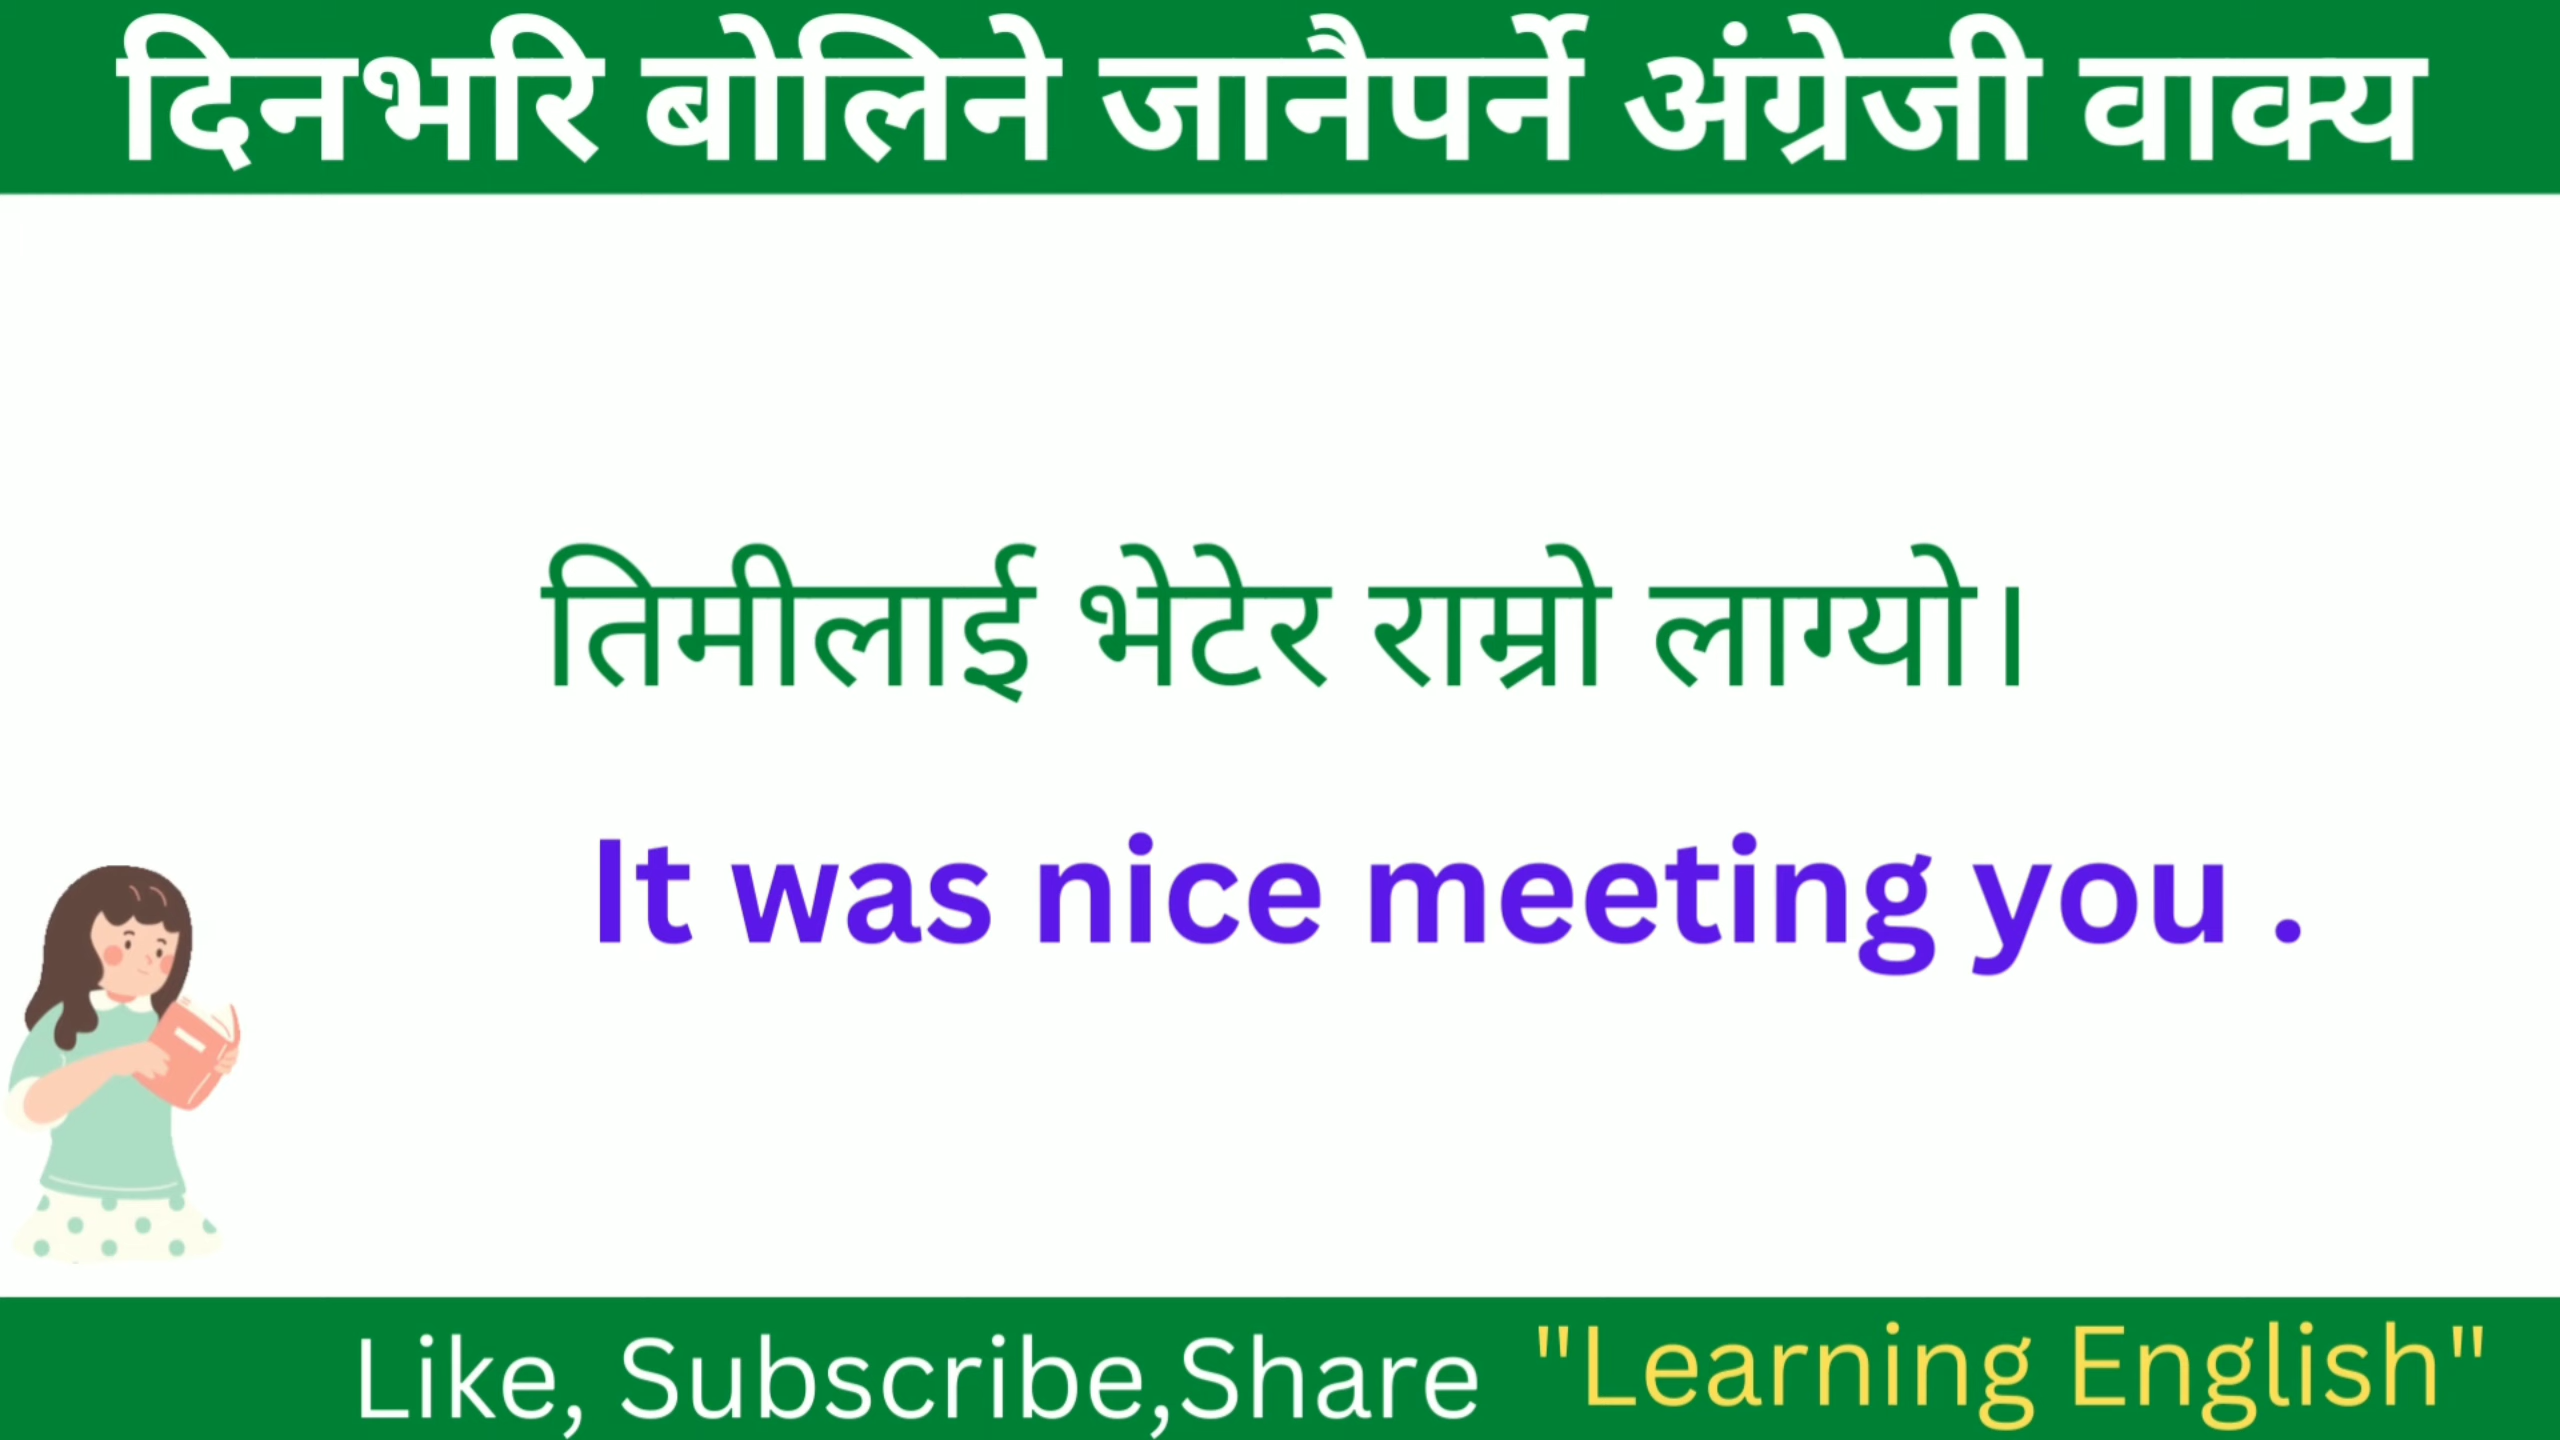 दिनभरि बोलिने जानैपर्ने अंग्रेजी वाक्य
तिमीलाई भेटेर राम्रो लाग्यो।
It was nice meeting you .
Like, Subscribe,Share "Learning English"